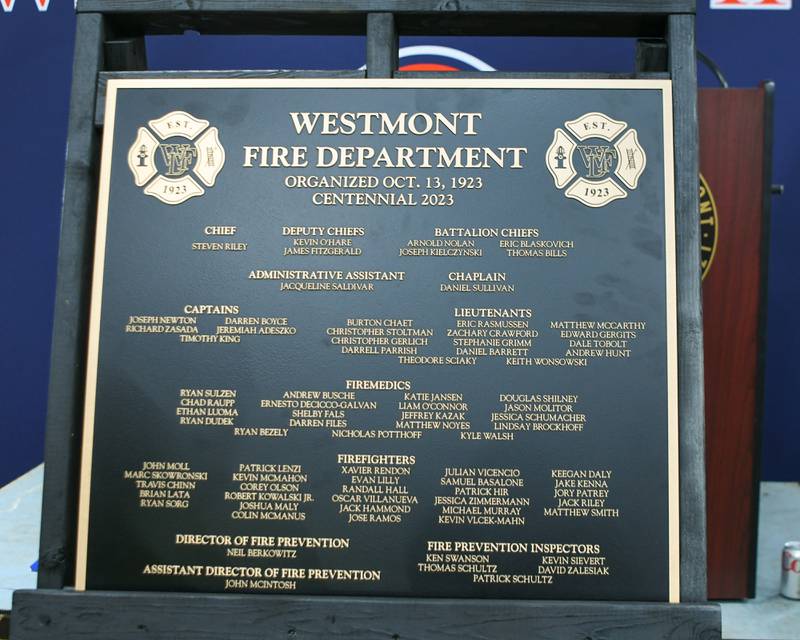 WESTMONT
FIRE DEPARTMENT
ORGANIZED OCT. 13, 1923
CENTENNIAL 2023
EST.
WFD
1923
EST.
WFD
1923
CHIEF
STEVEN RILEY
DEPUTY CHIEFS
KEVIN O'HARE
JAMES FITZGERALD
BATTALION CHIEFS
ARNOLD NOLAN ERIC BLASKOVICH
JOSEPH KIELCZYNSKI THOMAS BILLS
ADMINISTRATIVE ASSISTANT
JACQUELINE SALDIVAR
CHAPLAIN
DANIEL SULLIVAN
CAPTAINS
JOSEPH NEWTON DARREN BOYCE
RICHARD ZASADA JEREMIAH ADESZKO
TIMOTHY KING
LIEUTENANTS
BURTON CHAET ERIC RASMUSSEN MATTHEW MCCARTHY
CHRISTOPHER STOLTMAN ZACHARY CRAWFORD EDWARD GERGITS
CHRISTOPHER GERLICH STEPHANIE GRIMM DALE TOBOLT
DARRELL PARRISH DANIEL BARRETT ANDREW HUNT
THEODORE SCIAKY KEITH WONSOWSKI
FIREMEDICS
RYAN SULZEN ANDREW BUSCHE KATIE JANSEN DOUGLAS SHILNEY
CHAD RAUPP ERNESTO DECICCO-GALVAN LIAM O'CONNOR JASON MOLITOR
ETHAN LUOMA SHELBY FALS JEFFREY KAZAK JESSICA SCHUMACHER
RYAN DUDEK DARREN FILES MATTHEW NOYES LINDSAY BROCKHOFF
RYAN BEZELY NICHOLAS POTTHOFF KYLE WALSH
FIREFIGHTERS
JOHN MOLL PATRICK LENZI XAVIER RENDON JULIAN VICENCIO KEEGAN DALY
MARC SKOWRONSKI KEVIN MCMAHON EVAN LILLY SAMUEL BASALONE JAKE KENNA
TRAVIS CHINN COREY OLSON RANDALL HALL PATRICK HIR JORY PATREY
BRIAN LATA ROBERT KOWALSKI JR. OSCAR VILLANUEVA JESSICA ZIMMERMANN JACK RILEY
RYAN SORG JOSHUA MALY JACK HAMMOND MICHAEL MURRAY MATTHEW SMITH
COLIN MCMANUS JOSE RAMOS KEVIN VLCEK-MAHN
DIRECTOR OF FIRE PREVENTION
NEIL BERKOWITZ
ASSISTANT DIRECTOR OF FIRE PREVENTION
JOHN MCINTOSH
FIRE PREVENTION INSPECTORS
KEN SWANSON KEVIN SIEVERT
THOMAS SCHULTZ DAVID ZALESIAK
PATRICK SCHULTZ